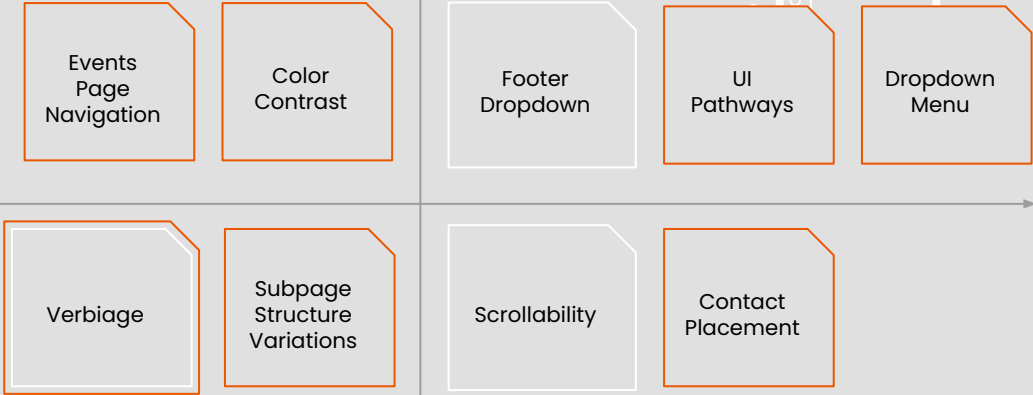 Events
Page
Navigation
Color
Contrast
Footer
Dropdown
UI
Pathways
Dropdown
Menu
Verbiage
Subpage
Structure
Variations
Scrollability
Contact
Placement